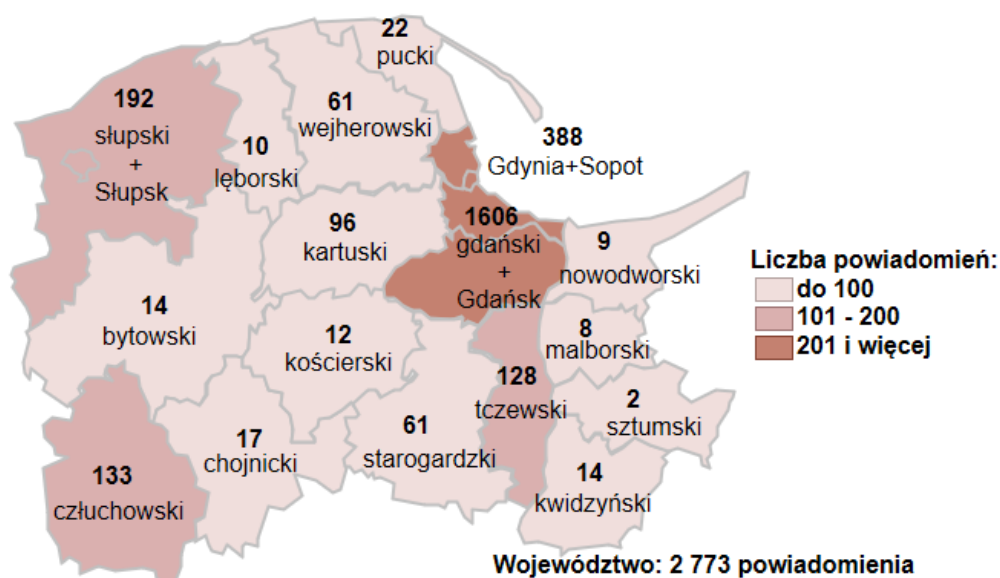 22
pucki
192
słupski
+
Słupsk
10
lęborski
61
wejherowski
388
Gdynia+Sopot
96
kartuski
1606
gdański
+
Gdańsk
9
nowodworski
14
bytowski
12
kościerski
8
malborski
128
tczewski
2
sztumski
133
człuchowski
17
chojnicki
61
starogardzki
14
kwidzyński
Liczba powiadomień:
do 100
101 - 200
201 i więcej
Województwo: 2 773 powiadomienia